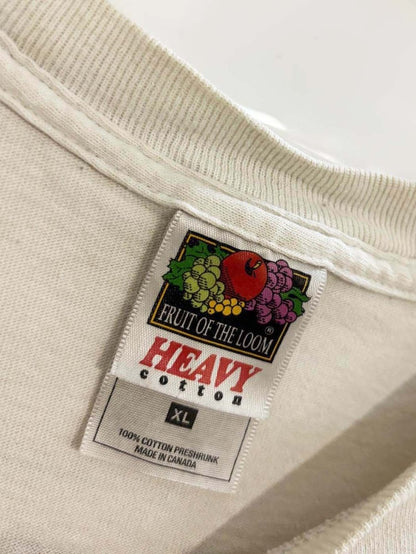 FRUIT OF THE LOOM ®
HEAVY
cotton
XL
100% COTTON PRESHRUNK
MADE IN CANADA